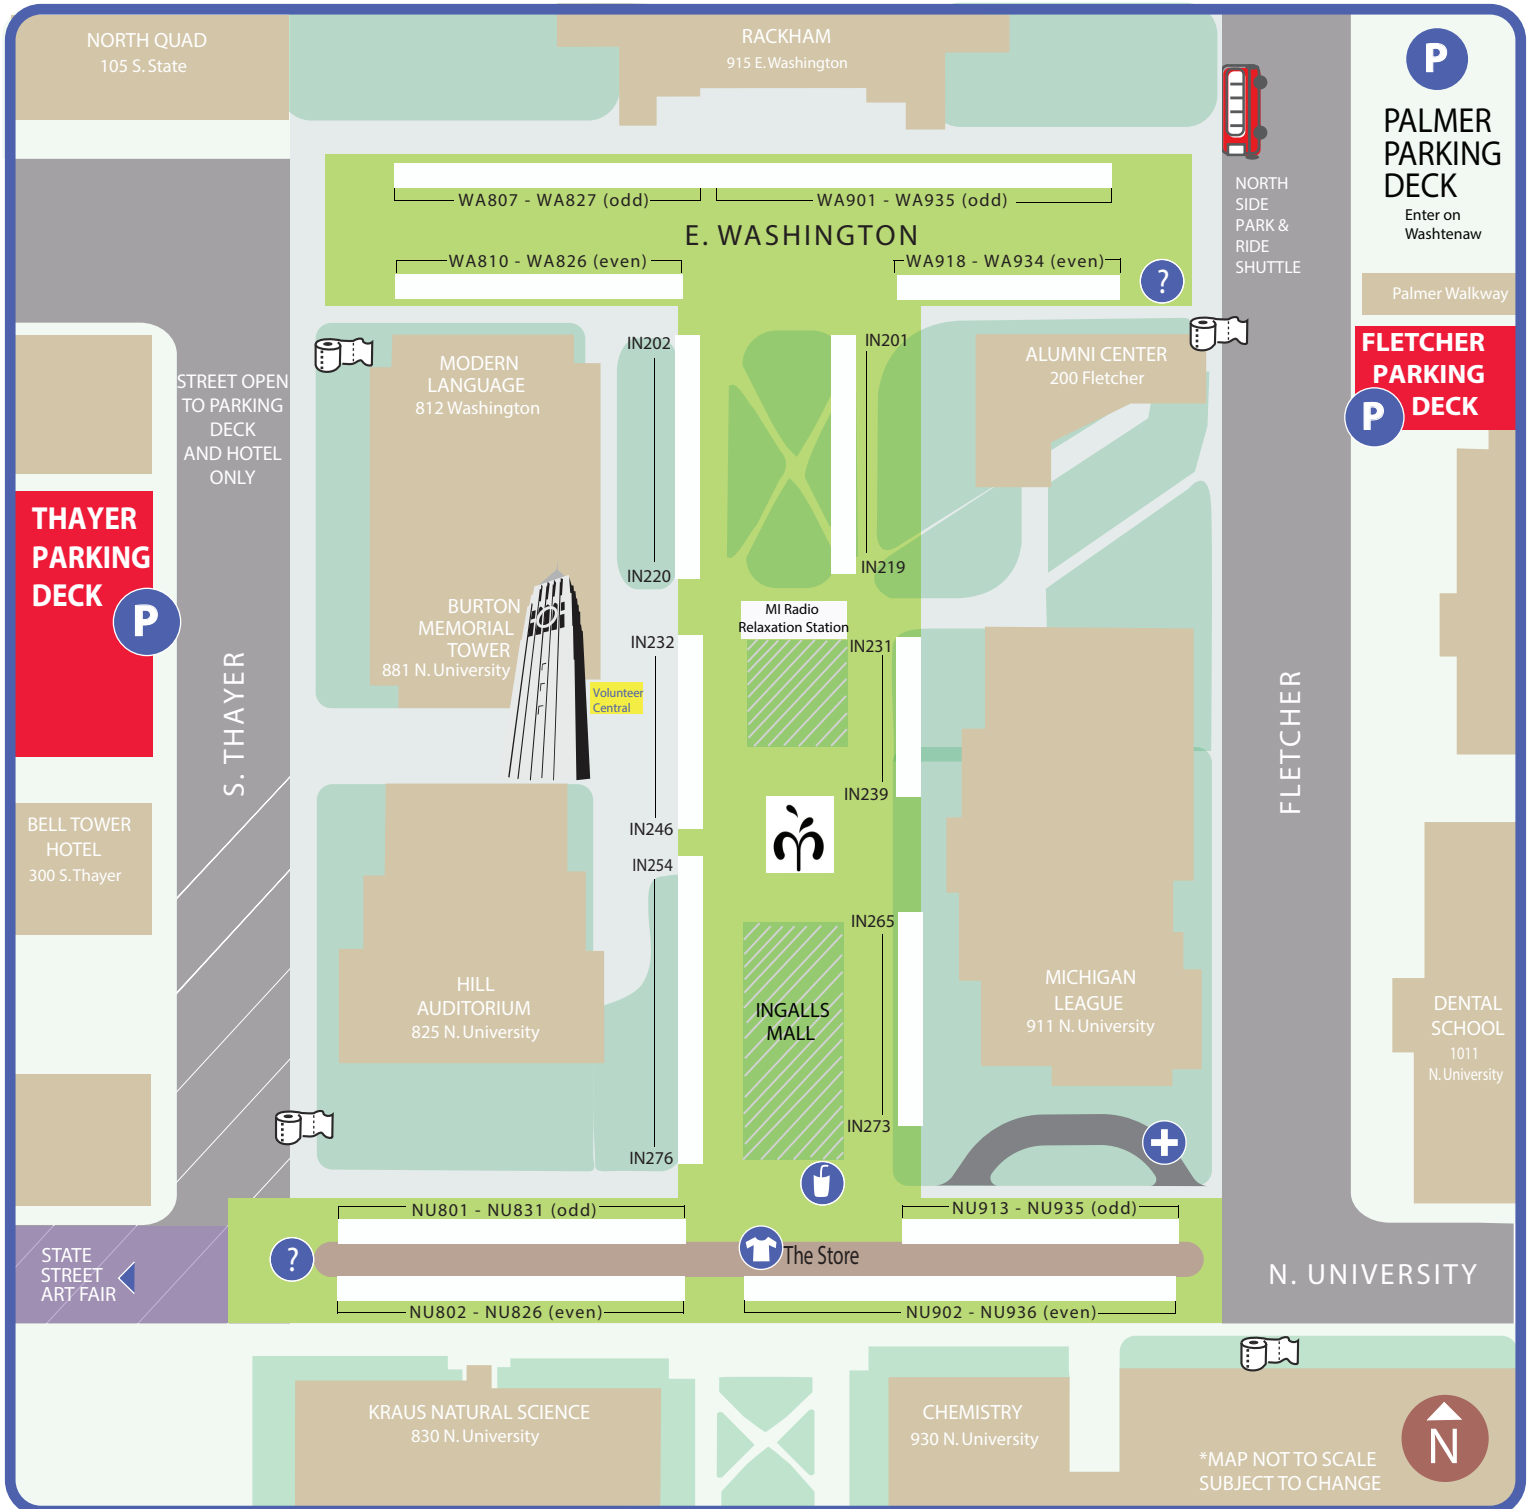 NORTH QUAD
105 S. State
RACKHAM
915 E. Washington
P
PALMER
PARKING
DECK
Enter on
Washtenaw
NORTH
SIDE
PARK &
RIDE
SHUTTLE
WA807 - WA827 (odd)
WA901 - WA935 (odd)
E. WASHINGTON
WA810 - WA826 (even)
WA918 - WA934 (even)
?
Palmer Walkway
FLETCHER
PARKING
DECK
P
STREET OPEN
TO PARKING
DECK
AND HOTEL
ONLY
MODERN
LANGUAGE
812 Washington
IN202
IN201
ALUMNI CENTER
200 Fletcher
THAYER
PARKING
DECK
P
IN220
IN219
BURTON
MEMORIAL
TOWER
881 N. University
MI Radio
Relaxation Station
IN232
IN231
Volunteer
Central
S. THAYER
FLETCHER
IN239
IN246
BELL TOWER
HOTEL
300 S. Thayer
IN254
IN265
HILL
AUDITORIUM
825 N. University
INGALLS
MALL
MICHIGAN
LEAGUE
911 N. University
DENTAL
SCHOOL
1011
N. University
IN273
IN276
NU801 - NU831 (odd)
NU913 - NU935 (odd)
STATE
STREET
ART FAIR
?
The Store
N. UNIVERSITY
NU802 - NU826 (even)
NU902 - NU936 (even)
KRAUS NATURAL SCIENCE
830 N. University
CHEMISTRY
930 N. University
*MAP NOT TO SCALE
SUBJECT TO CHANGE
N